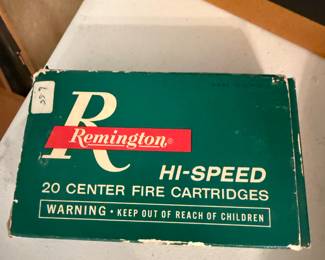 R
Remington®
HI-SPEED
20 CENTER FIRE CARTRIDGES
WARNING • KEEP OUT OF REACH OF CHILDREN